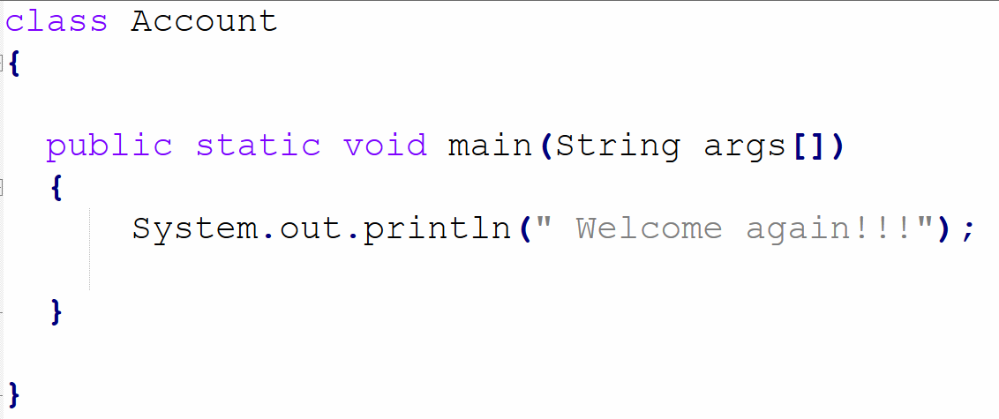 class Account
{
public static void main(String args[])
{
System.out.println(" Welcome again!!!");
}
}